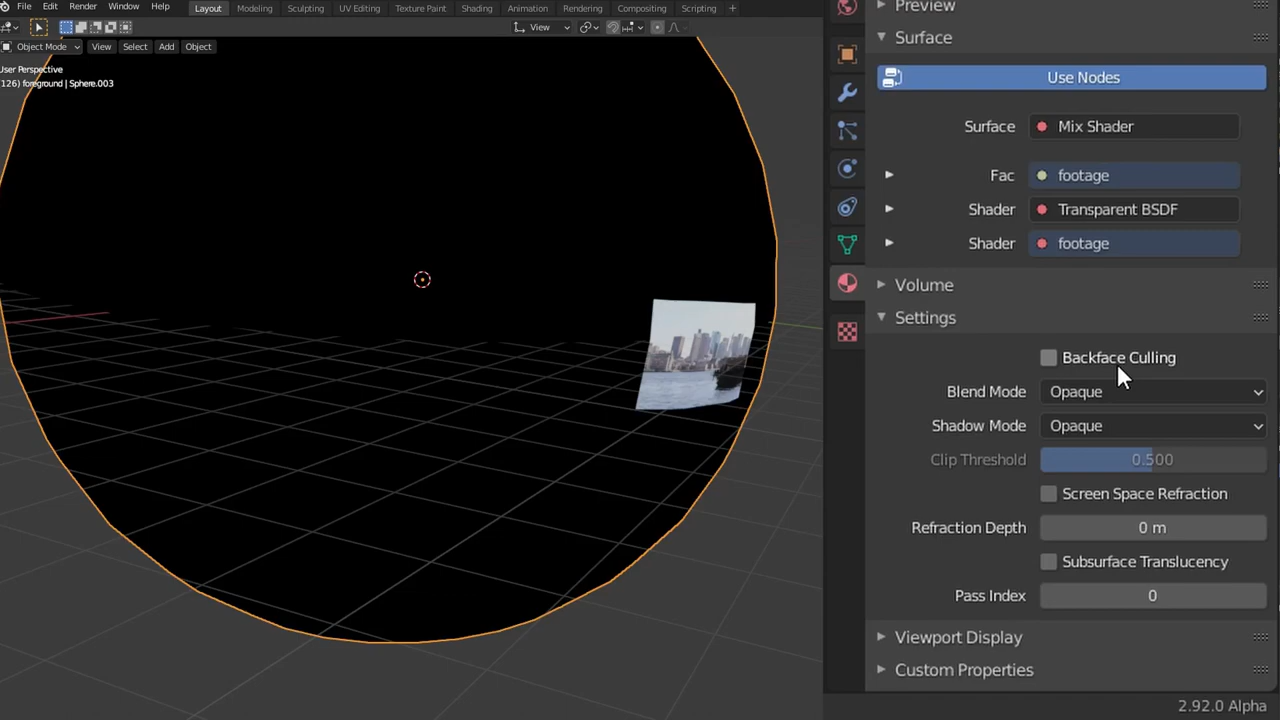 File Edit Render Window Help
Layout Modeling Sculpting UV Editing Texture Paint Shading Animation Rendering Compositing Scripting +
View
Object Mode View Select Add Object
User Perspective
126) foreground | Sphere.003
Preview
Surface
Use Nodes
Surface Mix Shader
Fac footage
Shader Transparent BSDF
Shader footage
Volume
Settings
Backface Culling
Blend Mode Opaque
Shadow Mode Opaque
Clip Threshold 0.500
Screen Space Refraction
Refraction Depth 0 m
Subsurface Translucency
Pass Index 0
Viewport Display
Custom Properties
2.92.0 Alpha